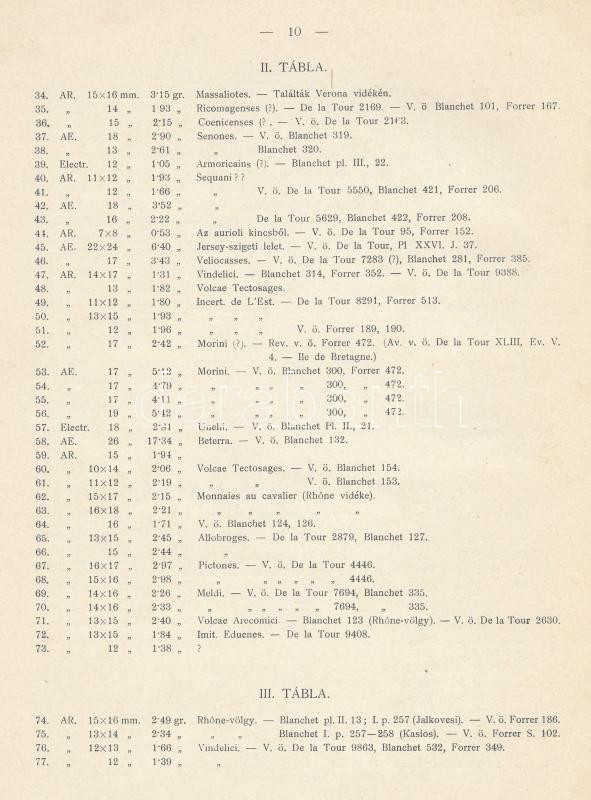 — 10 —
II. TÁBLA.
34. AR. 15×16 mm. 3·15 gr. Massaliotes. — Találták Verona vidékén.
35. „ 14 „ 1 93 „ Ricomagenses (?). — De la Tour 2169. — V. ö Blanchet 101, Forrer 167.
36. „ 15 „ 2·15 „ Coenicenses (? . — V. ö. De la Tour 2163.
37. AE. 18 „ 2·90 „ Senones. — V. ö. Blanchet 319.
38. „ 13 „ 2·61 „ „ Blanchet 320.
39. Electr. 12 „ 1·05 „ Armoricains (?). — Blanchet pl. III., 22.
40. AR. 11×12 „ 1·93 „ Sequani ? ?
41. „ 12 „ 1·66 „ „ V. ö. De la Tour 5550, Blanchet 421, Forrer 206.
42. AE. 18 „ 3·52 „ „
43. „ 16 „ 2·22 „ „ De la Tour 5629, Blanchet 422, Forrer 208.
44. AR. 7×8 „ 0·53 „ Az aurioli kincsből. — V. ö. De la Tour 95, Forrer 152.
45. AE. 22×24 „ 6·40 „ Jersey-szigeti lelet. — V. ö. De la Tour, Pl XXVI. J. 37.
46. „ 17 „ 3·43 „ Veliocasses. — V. ö. De la Tour 7283 (?), Blanchet 281, Forrer 385.
47. AR. 14×17 „ 1·31 „ Vindelici. — Blanchet 314, Forrer 352. — V. ö. De la Tour 9388.
48. „ 13 „ 1·82 „ Volcae Tectosages.
49. „ 11×12 „ 1·80 „ Incert. de L'Est. — De la Tour 8291, Forrer 513.
50. „ 13×15 „ 1·93 „ „ „ „
51. „ 12 „ 1·96 „ „ „ „ V. ö. Forrer 189, 190.
52. „ 17 „ 2·42 „ Morini (?). — Rev. v. ö. Forrer 472. (Av. v. ö. De la Tour XLIII, Ev. V.
4. — Ile de Bretagne.)
53. AE. 17 „ 5·12 „ Morini. — V. ö. Blanchet 300, Forrer 472.
54. „ 17 „ 4·79 „ „ „ „ „ 300, „ 472.
55. „ 17 „ 4·11 „ „ „ „ „ 300, „ 472.
56. „ 19 „ 5·42 „ „ „ „ „ 300, „ 472.
57. Electr. 18 „ 2·31 „ Unelli. — V. ö. Blanchet Pl. II., 21.
58. AE. 26 „ 17·34 „ Beterra. — V. ö. Blanchet 132.
59. AR. 15 „ 1·94 „
60. „ 10×14 „ 2·06 „ Volcae Tectosages. — V. ö. Blanchet 154.
61. „ 11×12 „ 2·19 „ „ „ V. ö. Blanchet 153.
62. „ 15×17 „ 2·15 „ Monnaies au cavalier (Rhône vidéke).
63. „ 16×18 „ 2·21 „ „ „ „ „ „
64. „ 16 „ 1·71 „ V. ö. Blanchet 124, 126.
65. „ 13×15 „ 2·45 „ Allobroges. — De la Tour 2879, Blanchet 127.
66. „ 15 „ 2·44 „ „
67. „ 16×17 „ 2·97 „ Pictones. — V. ö. De la Tour 4446.
68. „ 15×16 „ 2·98 „ „ „ „ „ „ „ 4446.
69. „ 14×16 „ 2·26 „ Meldi. — V. ö. De la Tour 7694, Blanchet 335.
70. „ 14×16 „ 2·33 „ „ „ „ „ „ „ 7694, „ 335.
71. „ 13×15 „ 2·40 „ Volcae Arecomici. — Blanchet 123 (Rhône-völgy). — V. ö. De la Tour 2630.
72. „ 13×15 „ 1·84 „ Imit. Eduenes. — De la Tour 9408.
73. „ 12 „ 1·38 „ ?
III. TÁBLA.
74. AR. 15×16 mm. 2·49 gr. Rhône-völgy. — Blanchet pl. II. 13 ; I. p. 257 (Jalkovesi). — V. ö. Forrer 186.
75. „ 13×14 „ 2·34 „ „ „ Blanchet I. p. 257—258 (Kasios). — V. ö. Forrer S. 102.
76. „ 12×13 „ 1·66 „ Vindelici. — V. ö. De la Tour 9863, Blanchet 532, Forrer 349.
77. „ 12 „ 1·39 „ „